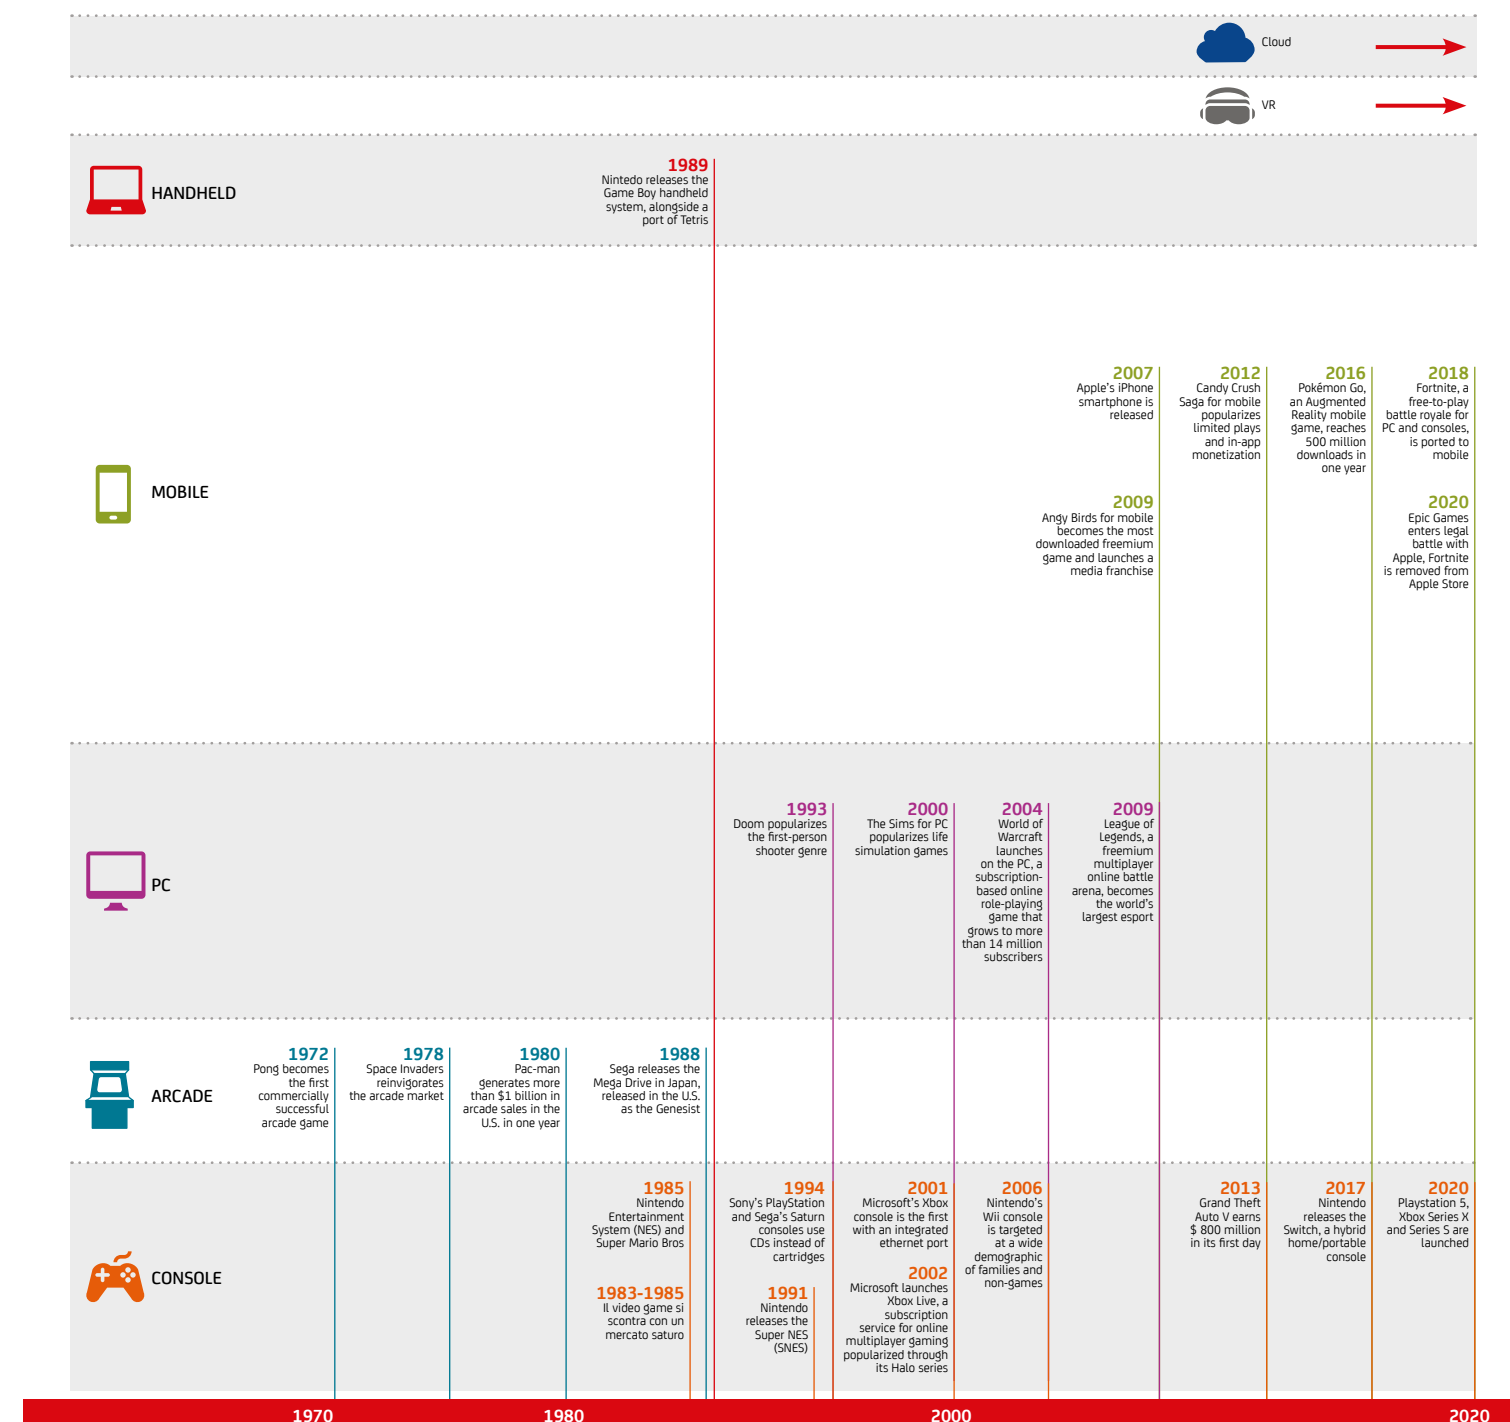 Cloud
VR
HANDHELD
1989
Nintedo releases the
Game Boy handheld
system, alongside a
port of Tetris
MOBILE
2007
Apple's iPhone
smartphone is
released
2012
Candy Crush
Saga for mobile
popularizes
limited plays
and in-app
monetization
2016
Pokémon Go,
an Augmented
Reality mobile
game, reaches
500 million
downloads in
one year
2018
Fortnite, a
free-to-play
battle royale for
PC and consoles,
is ported to
mobile
2009
Angy Birds for mobile
becomes the most
downloaded freemium
game and launches a
media franchise
2020
Epic Games
enters legal
battle with
Apple, Fortnite
is removed from
Apple Store
PC
1993
Doom popularizes
the first-person
shooter genre
2000
The Sims for PC
popularizes life
simulation games
2004
World of
Warcraft
launches
on the PC, a
subscription-
based online
role-playing
game that
grows to more
than 14 million
subscribers
2009
League of
Legends, a
freemium
multiplayer
online battle
arena, becomes
the world's
largest esport
ARCADE
1972
Pong becomes
the first
commercially
successful
arcade game
1978
Space Invaders
reinvigorates
the arcade market
1980
Pac-man
generates more
than $1 billion in
arcade sales in the
U.S. in one year
1988
Sega releases the
Mega Drive in Japan,
released in the U.S.
as the Genesist
CONSOLE
1985
Nintendo
Entertainment
System (NES) and
Super Mario Bros
1983-1985
Il video game si
scontra con un
mercato saturo
1994
Sony's PlayStation
and Sega's Saturn
consoles use
CDs instead of
cartridges
1991
Nintendo
releases the
Super NES
(SNES)
2001
Microsoft's Xbox
console is the first
with an integrated
ethernet port
2002
Microsoft launches
Xbox Live, a
subscription
service for online
multiplayer gaming
popularized through
its Halo series
2006
Nintendo's
Wii console
is targeted
at a wide
demographic
of families and
non-games
2013
Grand Theft
Auto V earns
$ 800 million
in its first day
2017
Nintendo
releases the
Switch, a hybrid
home/portable
console
2020
Playstation 5,
Xbox Series X
and Series S are
launched
1970
1980
2000
2020